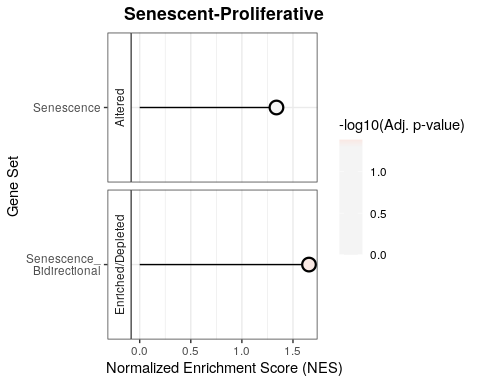 Senescent-Proliferative
Gene Set
Senescence
Altered
Senescence_
Bidirectional
Enriched/Depleted
0.0 0.5 1.0 1.5
Normalized Enrichment Score (NES)
-log10(Adj. p-value)
1.0
0.5
0.0